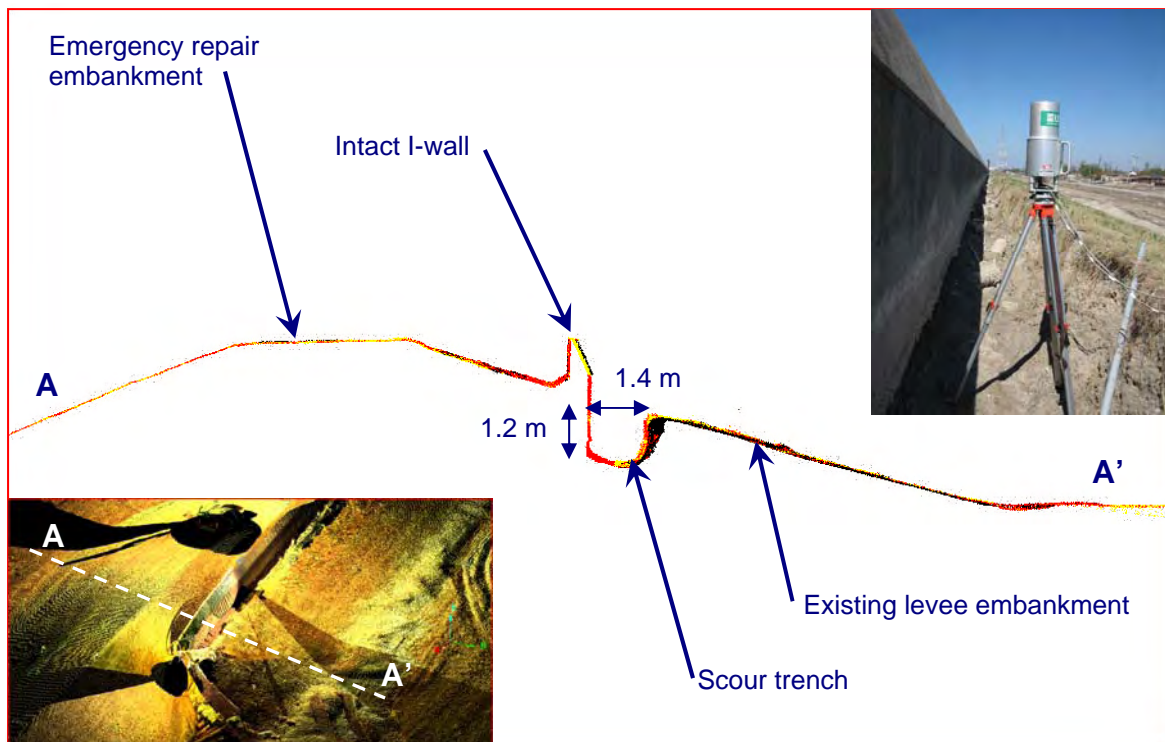 Emergency repair
embankment
Intact I-wall
A
1.4 m
1.2 m
A’
A
A’
Existing levee embankment
Scour trench